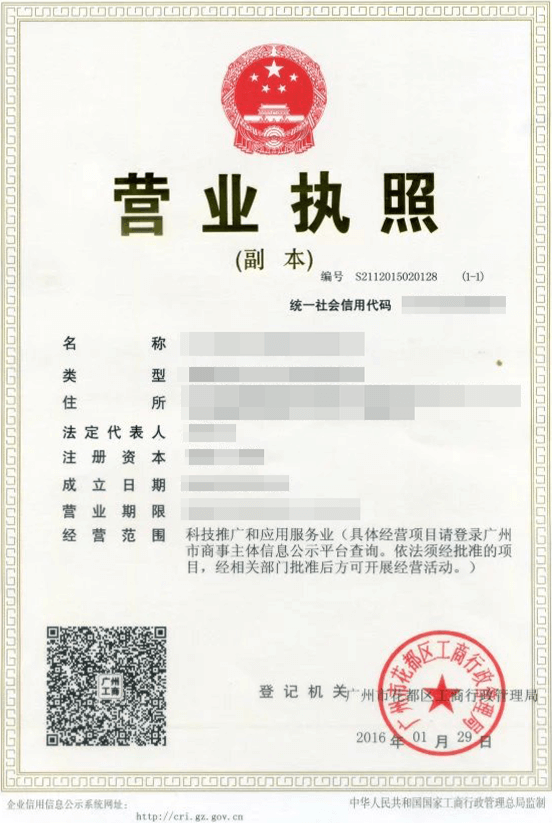 营业执照
(副 本)
编号 S2112015020128 (1-1)
统一社会信用代码
名 称
类 型
住 所
法定代表人
注册资本
成立日期
营业期限
经营范围 科技推广和应用服务业（具体经营项目请登录广州
市商事主体信息公示平台查询。依法须经批准的项
目，经相关部门批准后方可开展经营活动。）
广州
工商
广州市花都区工商行政管理局
登记机关 广州市花都区工商行政管理局
2016 年 01 月 29 日
企业信用信息公示系统网址：
http://cri.gz.gov.cn
中华人民共和国国家工商行政管理总局监制